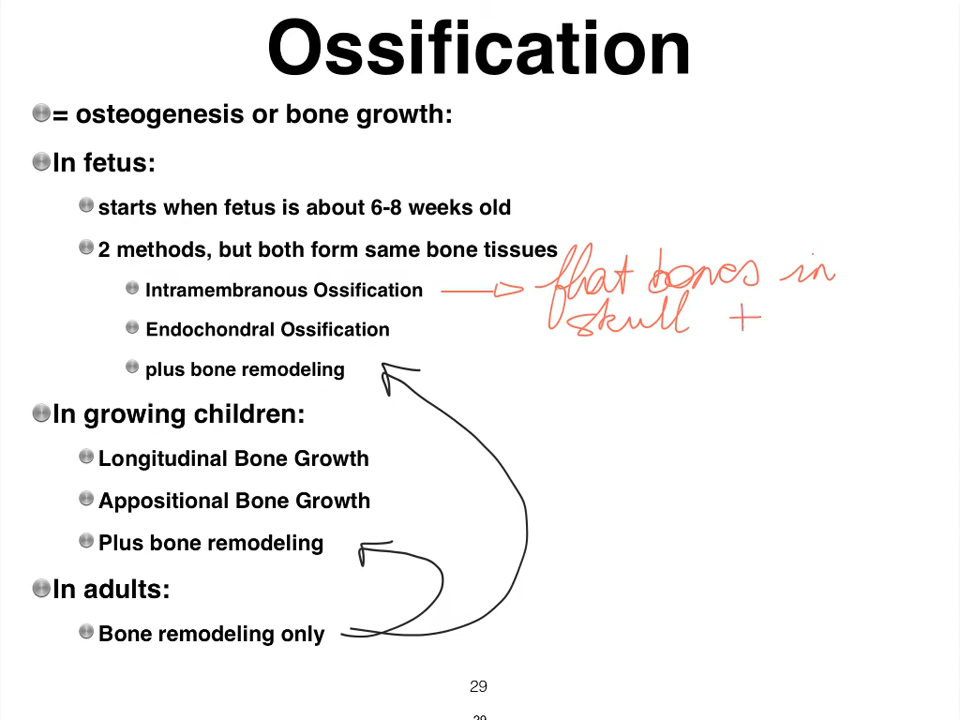 Ossification
= osteogenesis or bone growth:
In fetus:
starts when fetus is about 6-8 weeks old
2 methods, but both form same bone tissues
Intramembranous Ossification
flat bones in
skull +
Endochondral Ossification
plus bone remodeling
In growing children:
Longitudinal Bone Growth
Appositional Bone Growth
Plus bone remodeling
In adults:
Bone remodeling only
29
29